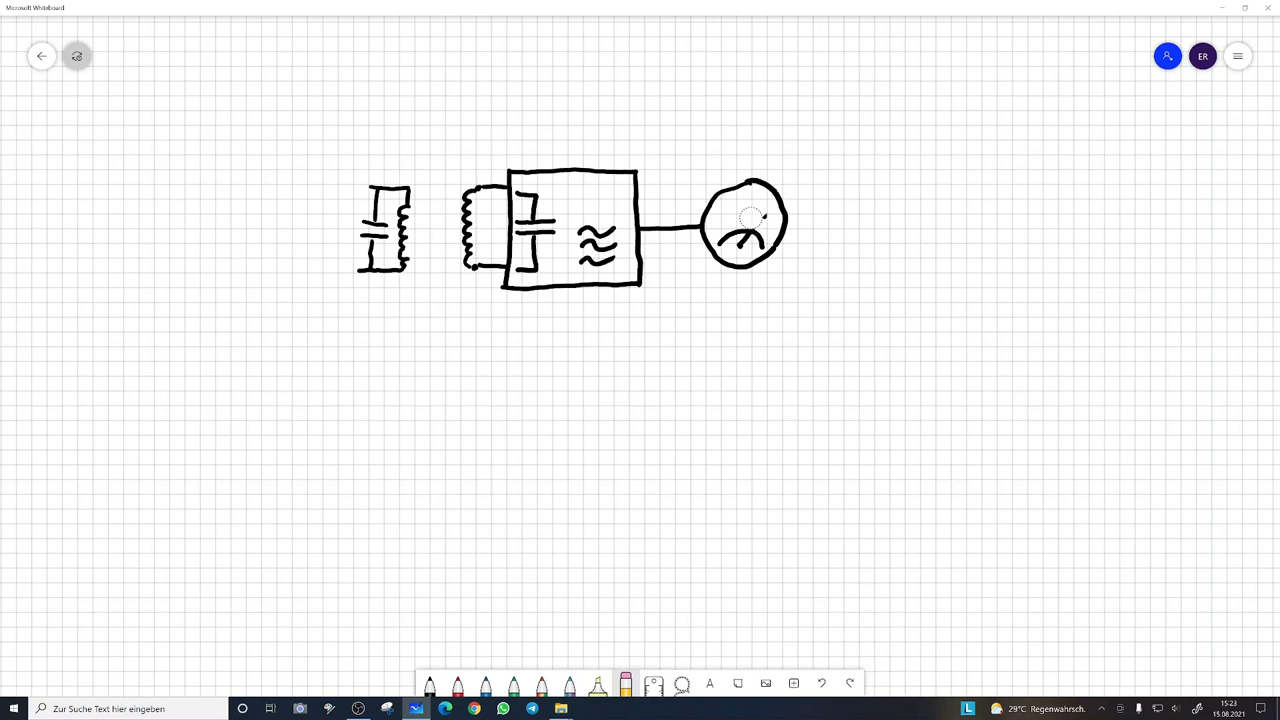 Microsoft Whiteboard
ER
A
Zur Suche Text hier eingeben
L
29°C Regenwahrsch.
15:23
15.08.2021